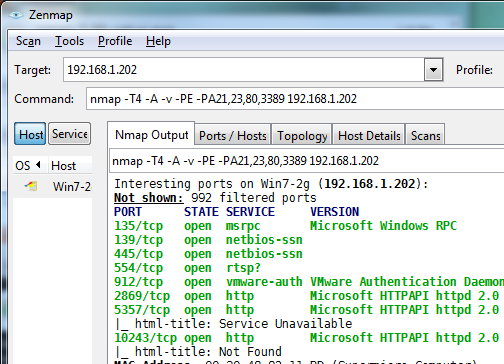 Zenmap
Scan Tools Profile Help
Target: 192.168.1.202 Profile:
Command: nmap -T4 -A -v -PE -PA21,23,80,3389 192.168.1.202
Host Service Nmap Output Ports / Hosts Topology Host Details Scans
OS Host nmap -T4 -A -v -PE -PA21,23,80,3389 192.168.1.202
Win7-2
Interesting ports on Win7-2g (192.168.1.202):
Not shown: 992 filtered ports
PORT STATE SERVICE VERSION
135/tcp open msrpc Microsoft Windows RPC
139/tcp open netbios-ssn
445/tcp open netbios-ssn
554/tcp open rtsp?
912/tcp open vmware-auth VMware Authentication Daemon
2869/tcp open http Microsoft HTTPAPI httpd 2.0
5357/tcp open http Microsoft HTTPAPI httpd 2.0
|_ html-title: Service Unavailable
10243/tcp open http Microsoft HTTPAPI httpd 2.0
|_ html-title: Not Found